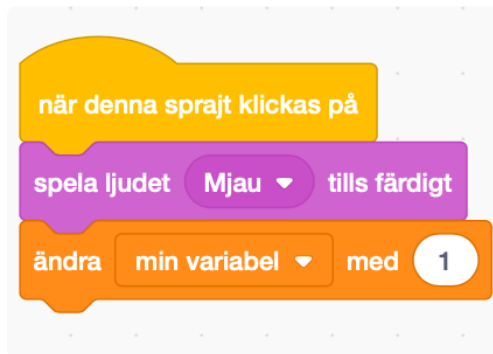 när denna sprajt klickas på
spela ljudet Mjau tills färdigt
ändra min variabel med 1